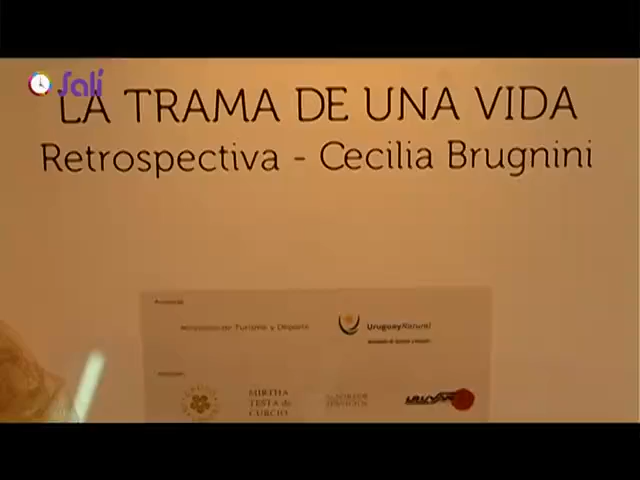 Salí
LA TRAMA DE UNA VIDA
Retrospectiva - Cecilia Brugnini
Ministerio de Turismo y Deporte
Uruguay Natural
MIRTHA
TESTA de
CURCIO